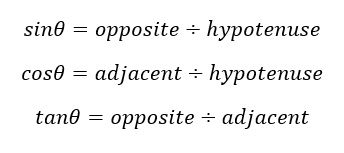 sinθ = opposite ÷ hypotenuse
cosθ = adjacent ÷ hypotenuse
tanθ = opposite ÷ adjacent